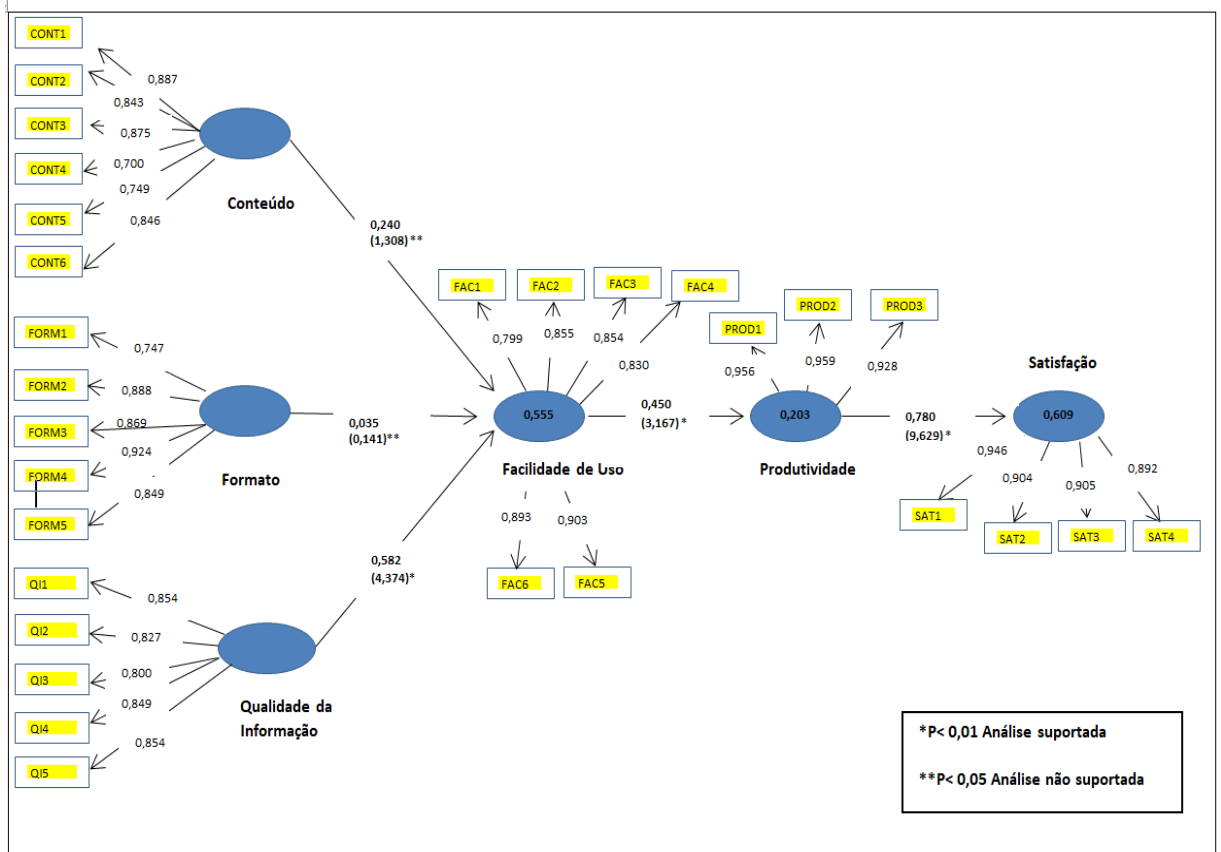 CONT1
CONT2
CONT3
CONT4
CONT5
CONT6
0,887
0,843
0,875
0,700
0,749
0,846
Conteúdo
0,240
(1,308)**
FORM1
FORM2
FORM3
FORM4
FORM5
0,747
0,888
0,869
0,924
0,849
Formato
0,035
(0,141)**
QI1
QI2
QI3
QI4
QI5
0,854
0,827
0,800
0,849
0,854
Qualidade da
Informação
0,582
(4,374)*
FAC1
FAC2
FAC3
FAC4
0,799
0,855
0,854
0,830
0,555
Facilidade de Uso
0,893
0,903
FAC6
FAC5
0,450
(3,167)*
PROD1
PROD2
PROD3
0,956
0,959
0,928
0,203
Produtividade
0,780
(9,629)*
Satisfação
0,609
0,946
0,904
0,905
0,892
SAT1
SAT2
SAT3
SAT4
*P< 0,01 Análise suportada
**P< 0,05 Análise não suportada